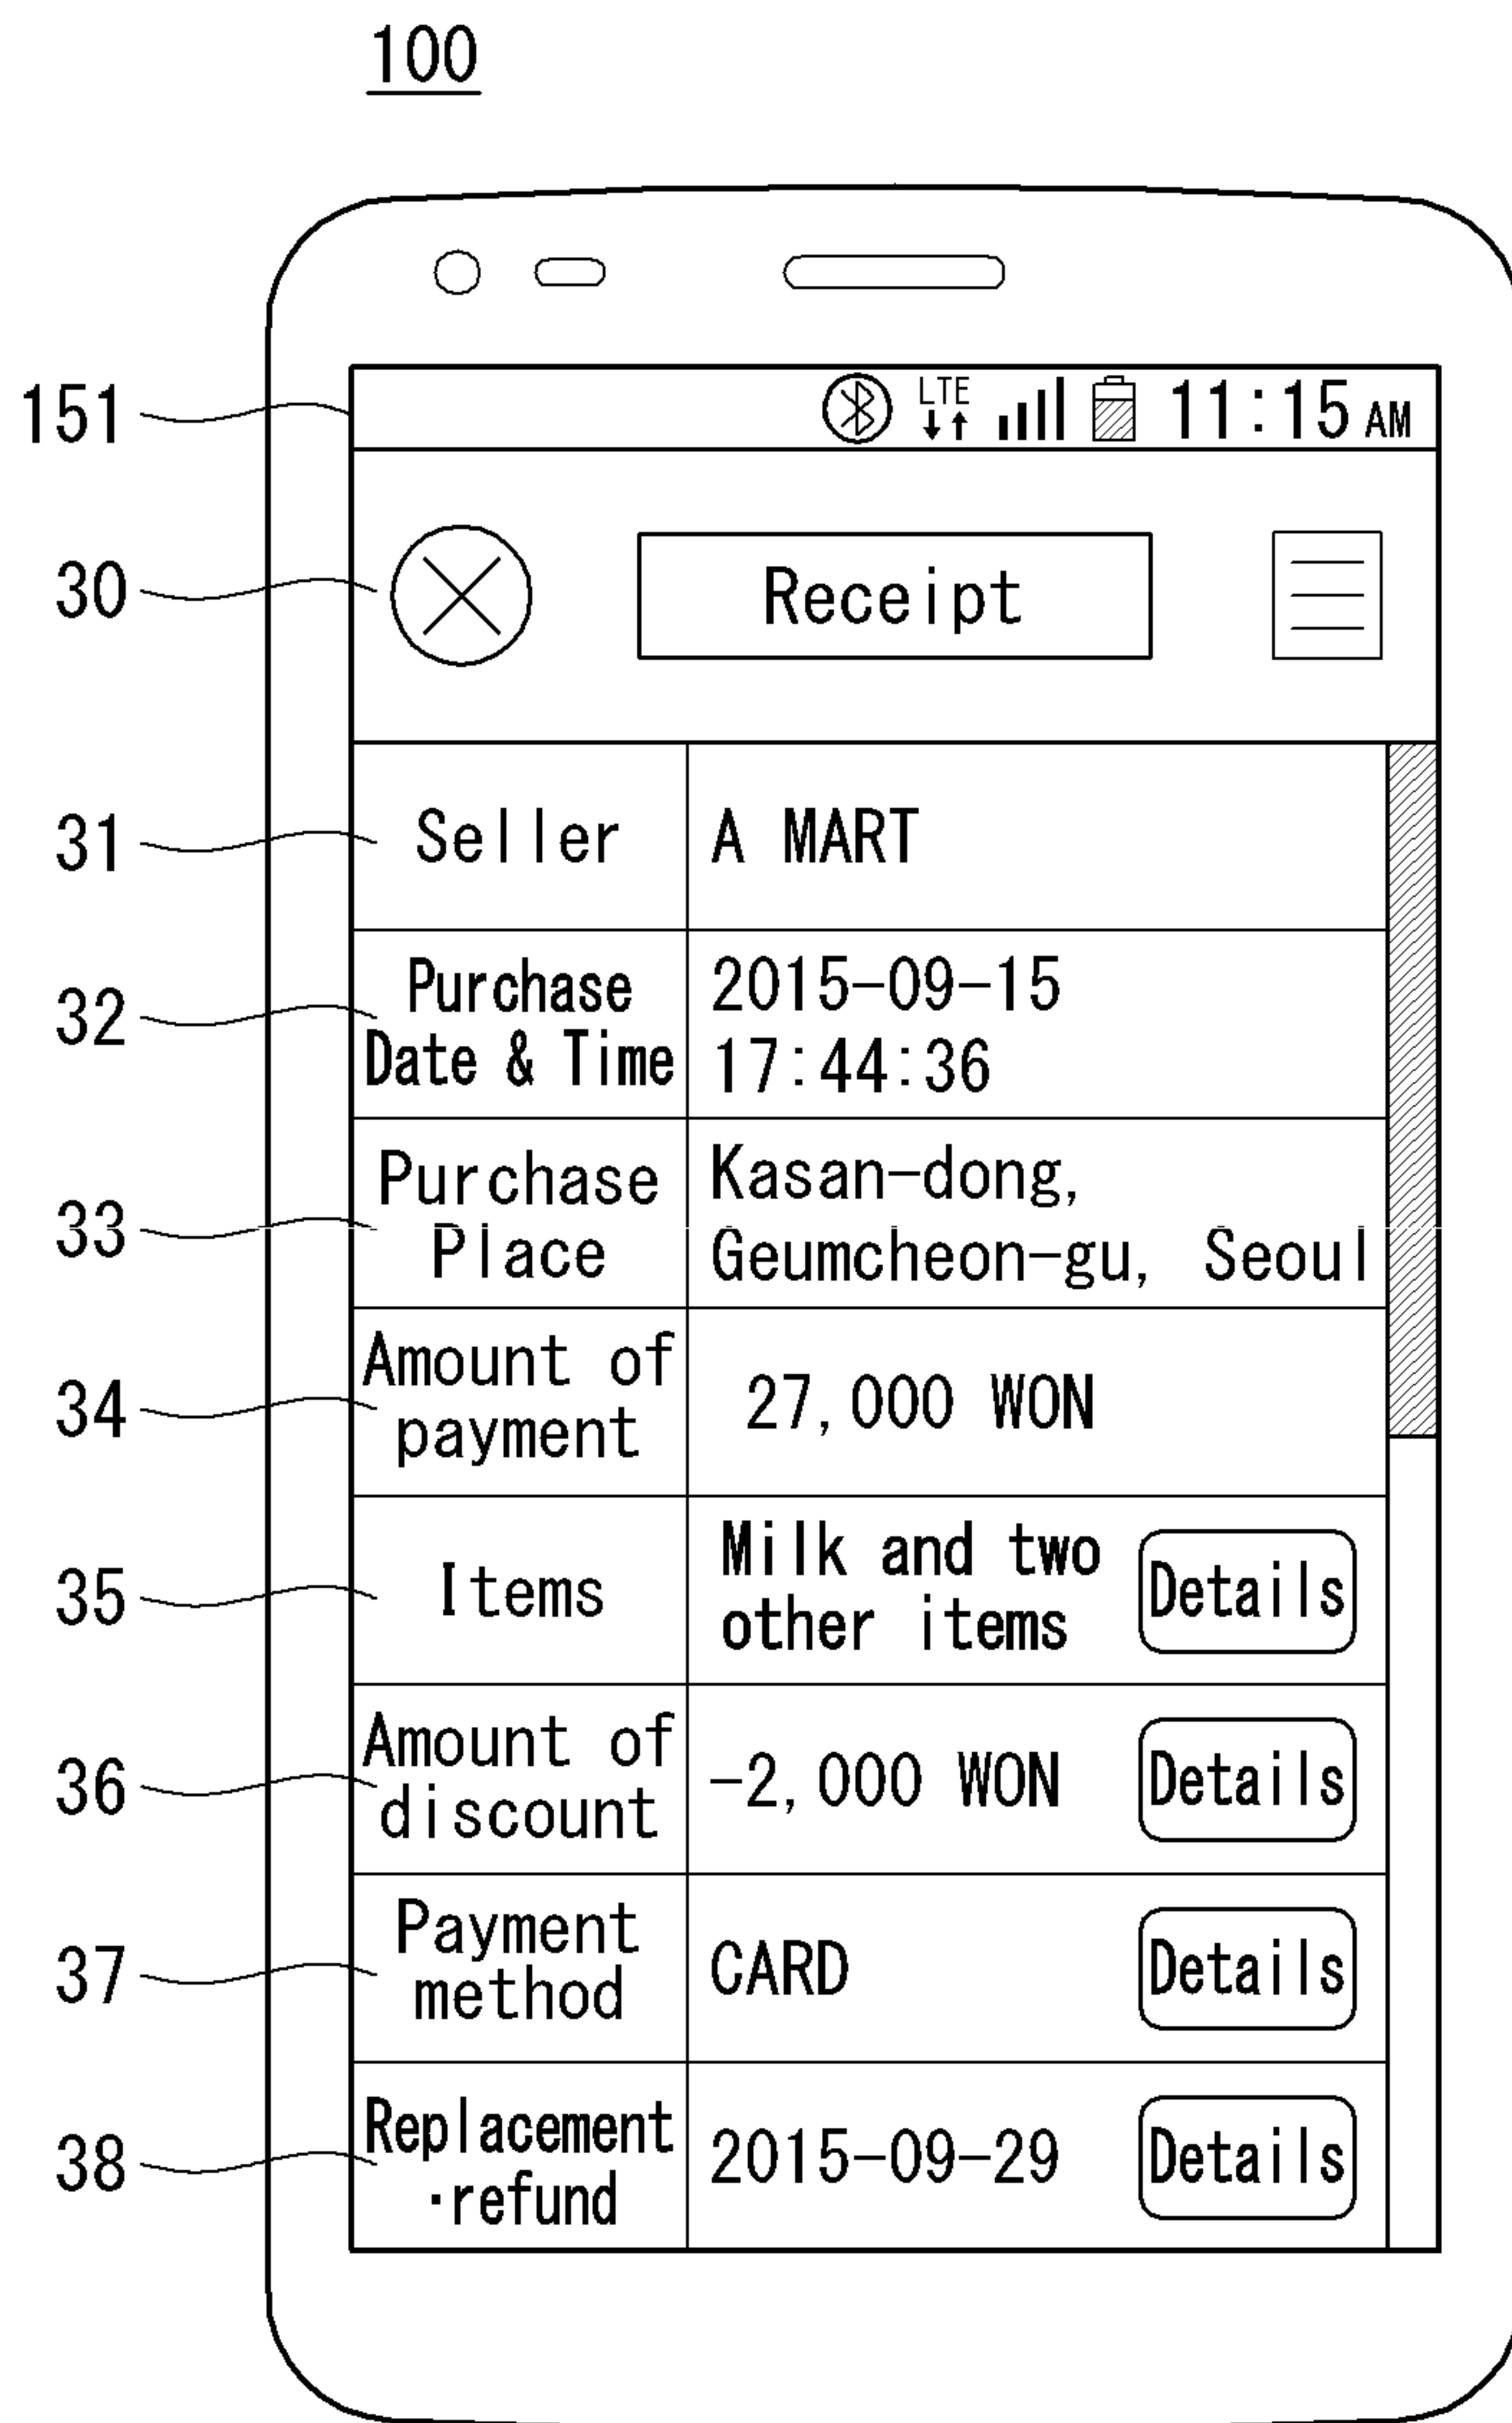 100
151
LTE
11:15 AM
30
Receipt
31
Seller
A MART
32
Purchase
Date & Time
2015-09-15
17:44:36
33
Purchase
Place
Kasan-dong,
Geumcheon-gu, Seoul
34
Amount of
payment
27,000 WON
35
Items
Milk and two
other items
Details
36
Amount of
discount
-2,000 WON
Details
37
Payment
method
CARD
Details
38
Replacement
·refund
2015-09-29
Details